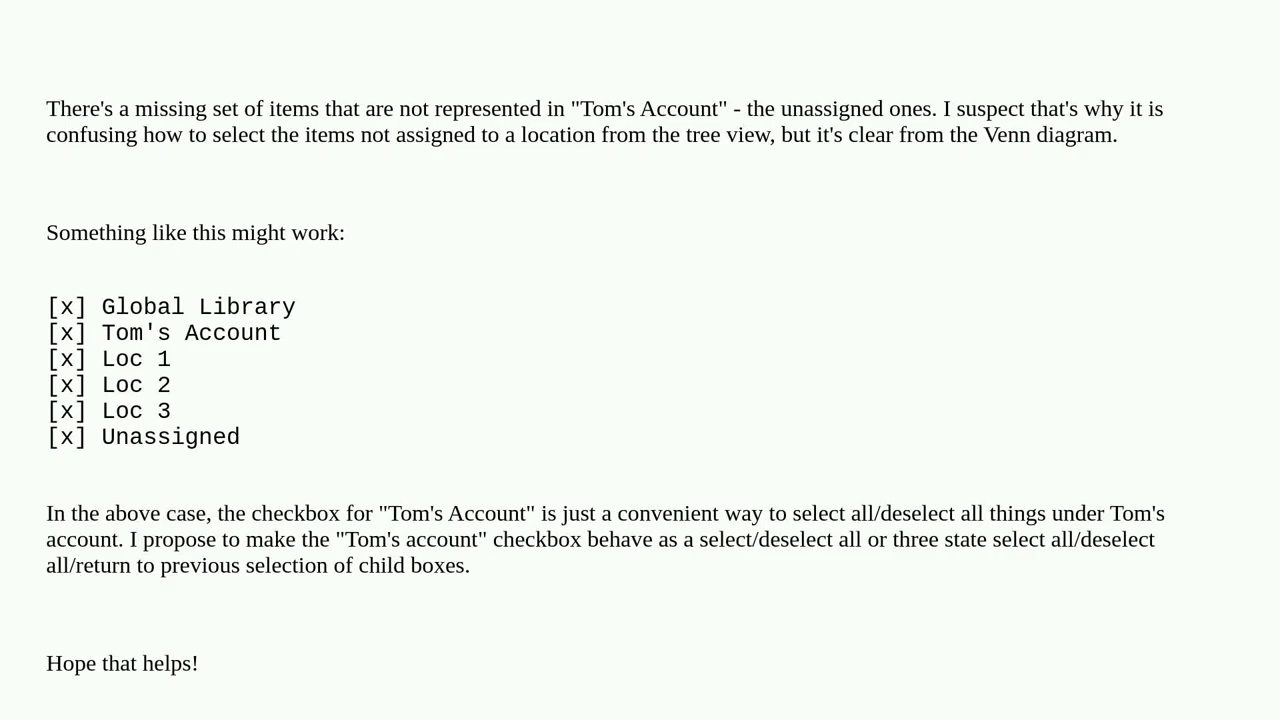 There's a missing set of items that are not represented in "Tom's Account" - the unassigned ones. I suspect that's why it is
confusing how to select the items not assigned to a location from the tree view, but it's clear from the Venn diagram.
Something like this might work:
[x] Global Library
[x] Tom's Account
[x] Loc 1
[x] Loc 2
[x] Loc 3
[x] Unassigned
In the above case, the checkbox for "Tom's Account" is just a convenient way to select all/deselect all things under Tom's
account. I propose to make the "Tom's account" checkbox behave as a select/deselect all or three state select all/deselect
all/return to previous selection of child boxes.
Hope that helps!